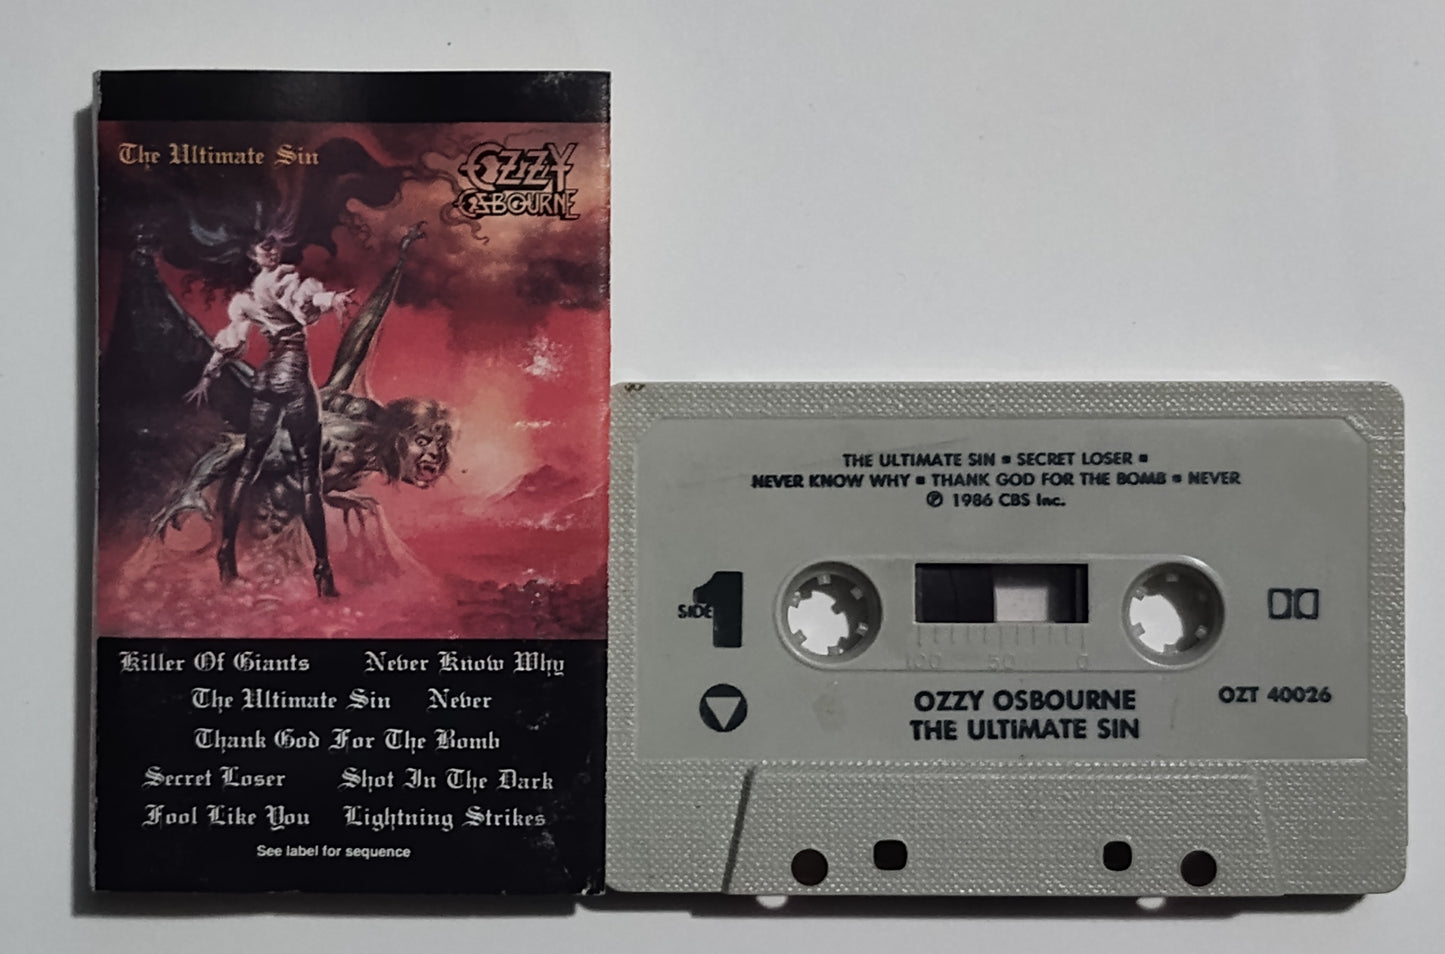 The Ultimate Sin
OZZY
OSBOURNE
Killer Of Giants Never Know Why
The Ultimate Sin Never
Thank God For The Bomb
Secret Loser Shot In The Dark
Fool Like You Lightning Strikes
See label for sequence
THE ULTIMATE SIN ▪ SECRET LOSER ▪
NEVER KNOW WHY ▪ THANK GOD FOR THE BOMB ▪ NEVER
℗ 1986 CBS Inc.
SIDE 1
100 50 0
OZZY OSBOURNE
THE ULTIMATE SIN
OZT 40026